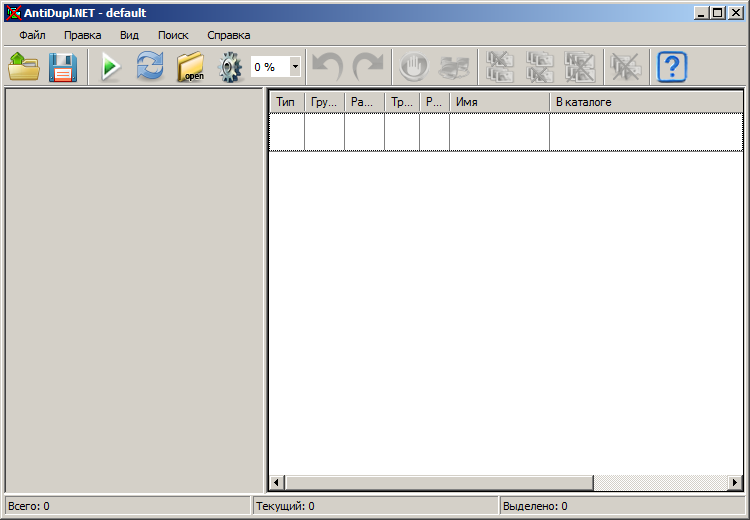 AntiDupl.NET - default
Файл Правка Вид Поиск Справка
open 0 % ?
Тип Гру... Ра... Тр... Р... Имя В каталоге
Всего: 0 Текущий: 0 Выделено: 0